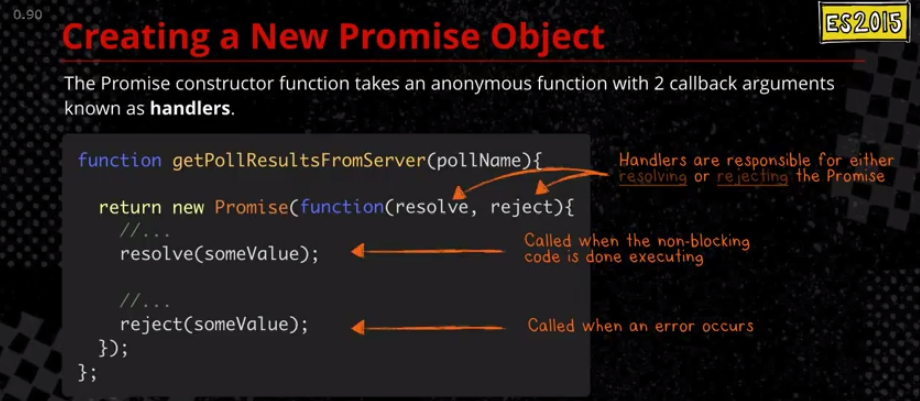 0.90
ES2015
Creating a New Promise Object
The Promise constructor function takes an anonymous function with 2 callback arguments
known as handlers.
function getPollResultsFromServer(pollName){
Handlers are responsible for either
resolving or rejecting the Promise
return new Promise(function(resolve, reject){
//...
resolve(someValue);
Called when the non-blocking
code is done executing
//...
reject(someValue);
Called when an error occurs
});
};